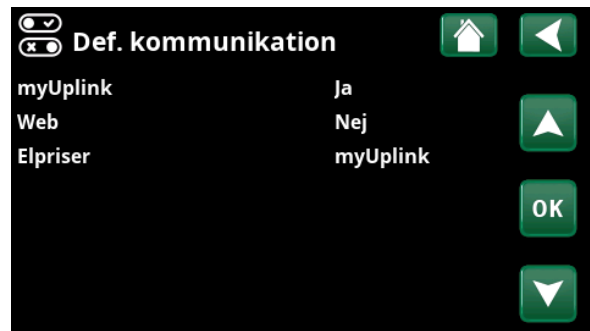 Def. kommunikation
myUplink Ja
Web Nej
Elpriser myUplink
OK